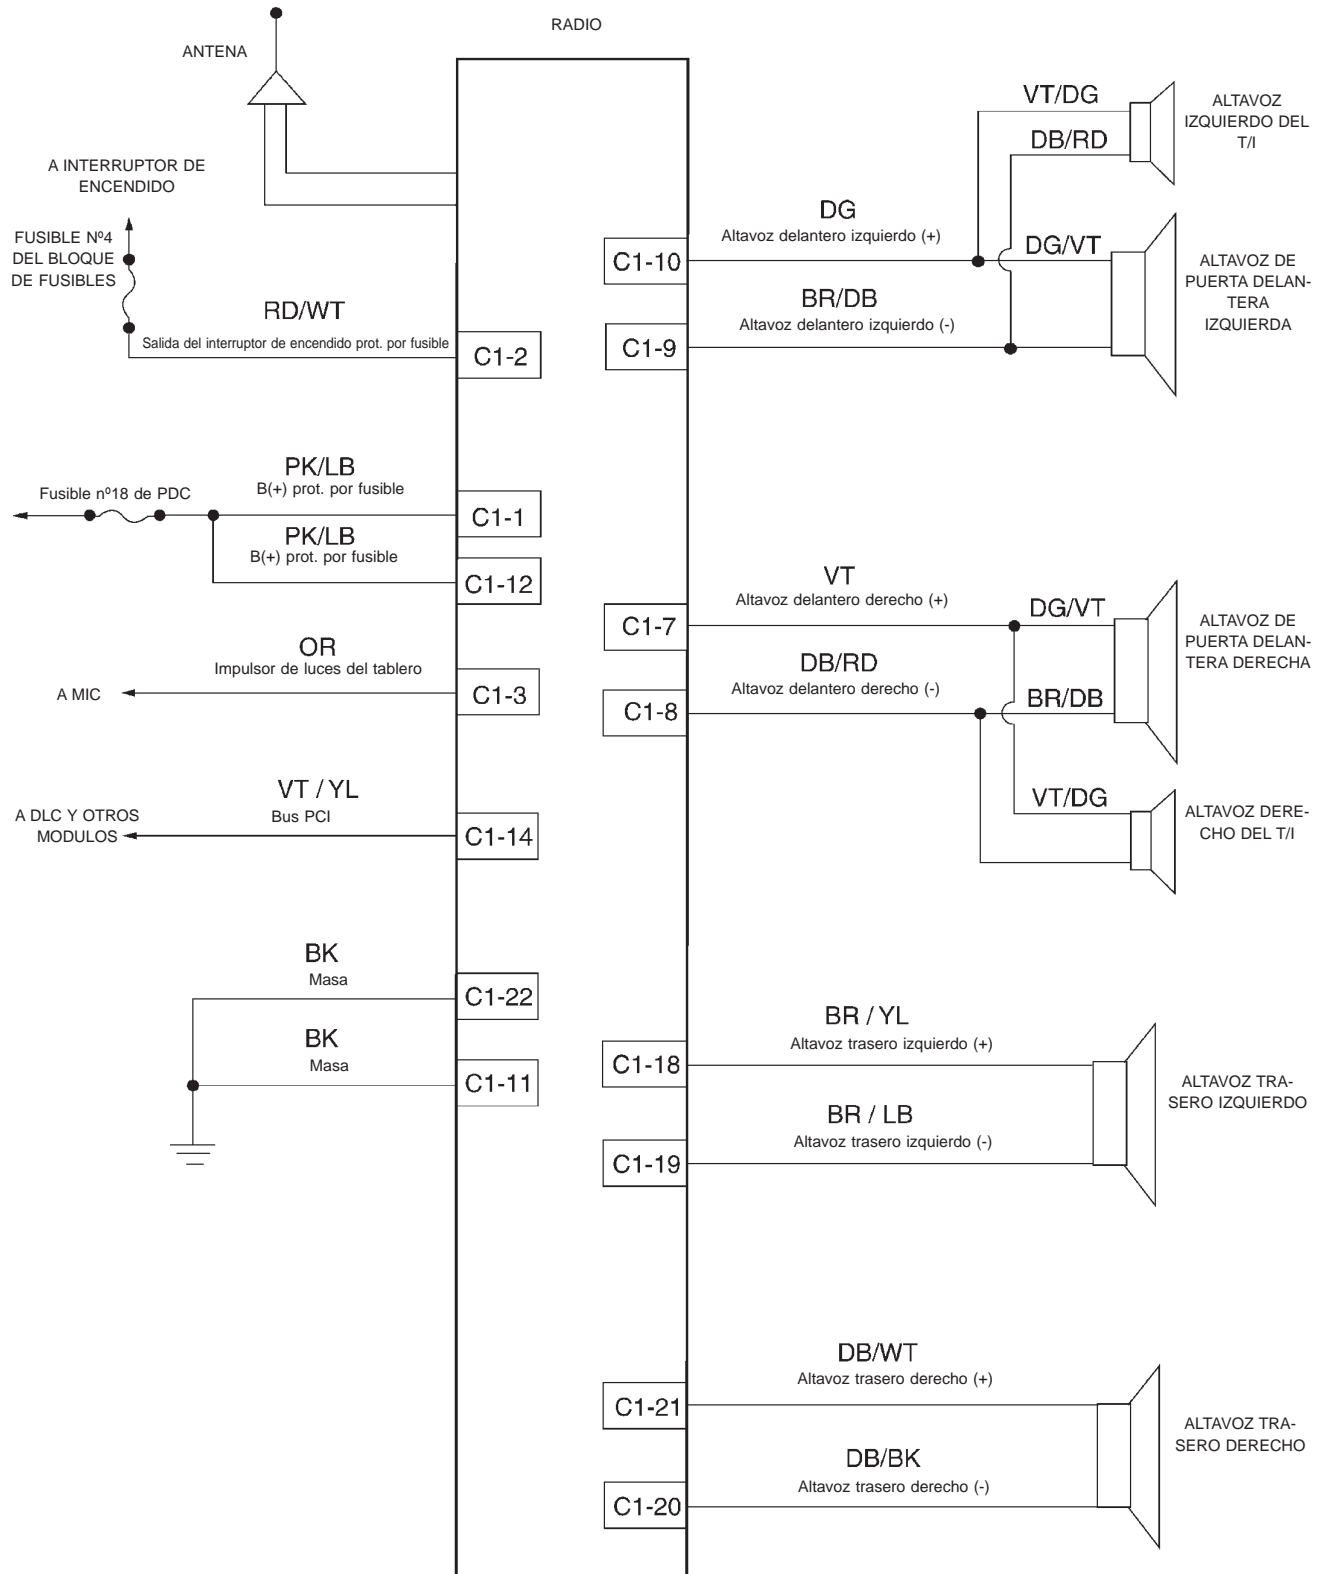 RADIO
ANTENA
A INTERRUPTOR DE
ENCENDIDO
FUSIBLE Nº4
DEL BLOQUE
DE FUSIBLES
RD/WT
Salida del interruptor de encendido prot. por fusible
C1-2
PK/LB
B(+) prot. por fusible
Fusible nº18 de PDC
C1-1
PK/LB
B(+) prot. por fusible
C1-12
OR
Impulsor de luces del tablero
A MIC
C1-3
VT / YL
Bus PCI
A DLC Y OTROS
MODULOS
C1-14
BK
Masa
C1-22
BK
Masa
C1-11
VT/DG
DB/RD
ALTAVOZ
IZQUIERDO DEL
T/I
DG
Altavoz delantero izquierdo (+)
C1-10
DG/VT
BR/DB
Altavoz delantero izquierdo (-)
C1-9
ALTAVOZ DE
PUERTA DELAN-
TERA
IZQUIERDA
VT
Altavoz delantero derecho (+)
C1-7
DG/VT
DB/RD
Altavoz delantero derecho (-)
C1-8
BR/DB
ALTAVOZ DE
PUERTA DELAN-
TERA DERECHA
VT/DG
ALTAVOZ DERE-
CHO DEL T/I
BR / YL
Altavoz trasero izquierdo (+)
C1-18
BR / LB
Altavoz trasero izquierdo (-)
C1-19
ALTAVOZ TRA-
SERO IZQUIERDO
DB/WT
Altavoz trasero derecho (+)
C1-21
DB/BK
Altavoz trasero derecho (-)
C1-20
ALTAVOZ TRA-
SERO DERECHO